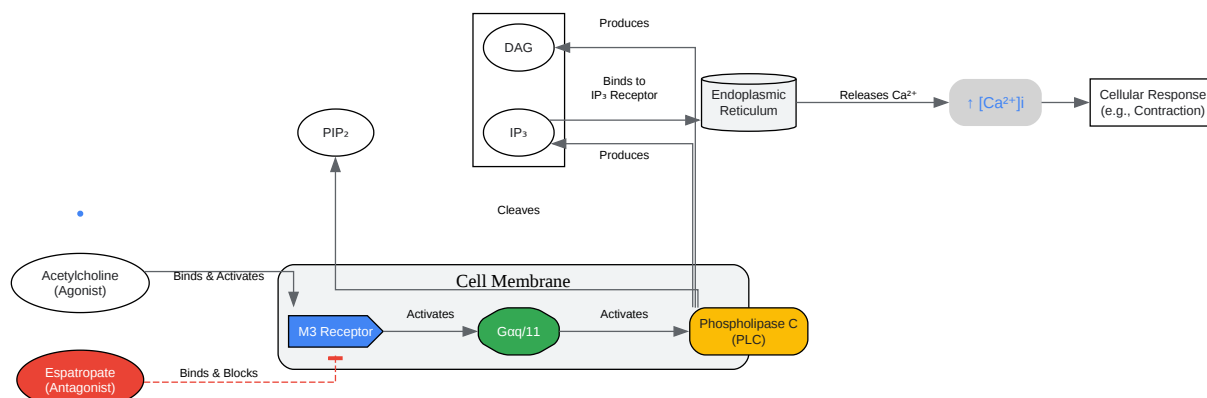 Produces
DAG
Binds to
IP₃ Receptor
Endoplasmic
Reticulum
Releases Ca²⁺
↑ [Ca²⁺]i
Cellular Response
(e.g., Contraction)
PIP₂
IP₃
Produces
Cleaves
Acetylcholine
(Agonist)
Binds & Activates
Cell Membrane
M3 Receptor
Activates
Gαq/11
Activates
Phospholipase C
(PLC)
Espatropate
(Antagonist)
Binds & Blocks